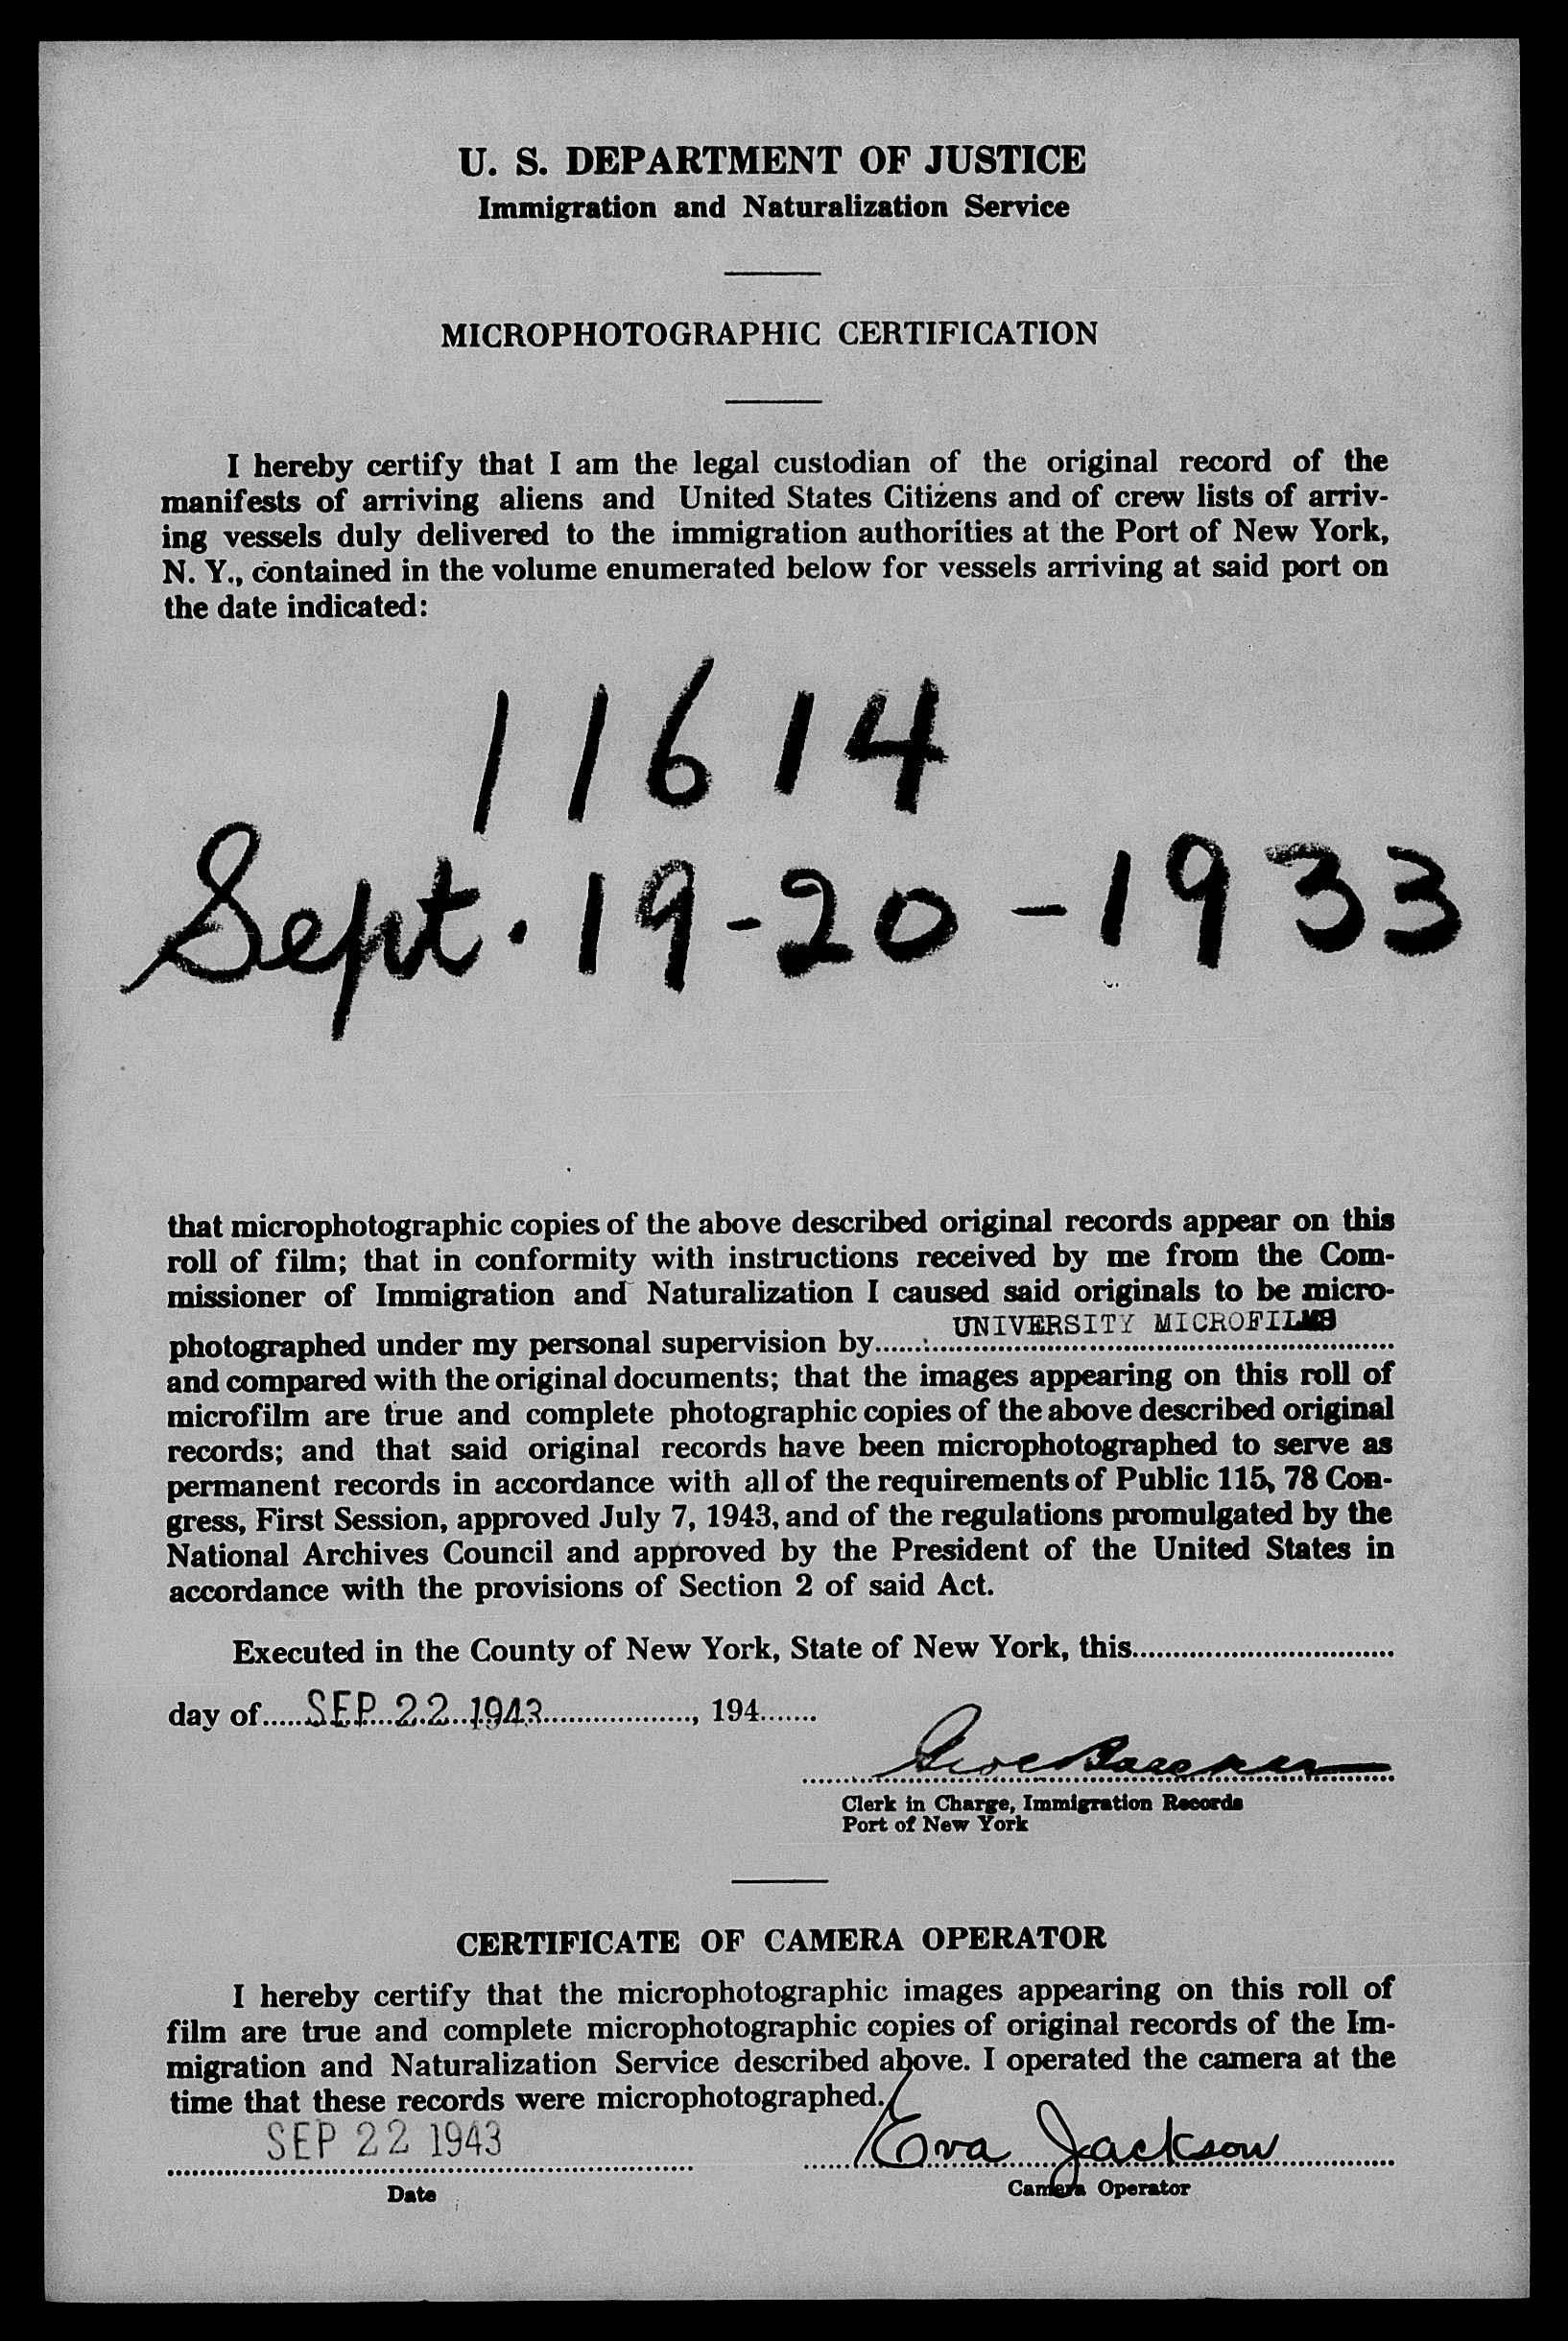 U. S. DEPARTMENT OF JUSTICE
Immigration and Naturalization Service
MICROPHOTOGRAPHIC CERTIFICATION
I hereby certify that I am the legal custodian of the original record of the
manifests of arriving aliens and United States Citizens and of crew lists of arriv-
ing vessels duly delivered to the immigration authorities at the Port of New York,
N. Y., contained in the volume enumerated below for vessels arriving at said port on
the date indicated:
11614
Sept. 19-20-1933
that microphotographic copies of the above described original records appear on this
roll of film; that in conformity with instructions received by me from the Com-
missioner of Immigration and Naturalization I caused said originals to be micro-
photographed under my personal supervision by UNIVERSITY MICROFILMS
and compared with the original documents; that the images appearing on this roll of
microfilm are true and complete photographic copies of the above described original
records; and that said original records have been microphotographed to serve as
permanent records in accordance with all of the requirements of Public 115, 78 Con-
gress, First Session, approved July 7, 1943, and of the regulations promulgated by the
National Archives Council and approved by the President of the United States in
accordance with the provisions of Section 2 of said Act.
Executed in the County of New York, State of New York, this
day of SEP 22 1943, 194
Clerk in Charge, Immigration Records
Port of New York
CERTIFICATE OF CAMERA OPERATOR
I hereby certify that the microphotographic images appearing on this roll of
film are true and complete microphotographic copies of original records of the Im-
migration and Naturalization Service described above. I operated the camera at the
time that these records were microphotographed.
SEP 22 1943 Eva Jackson
Date Camera Operator